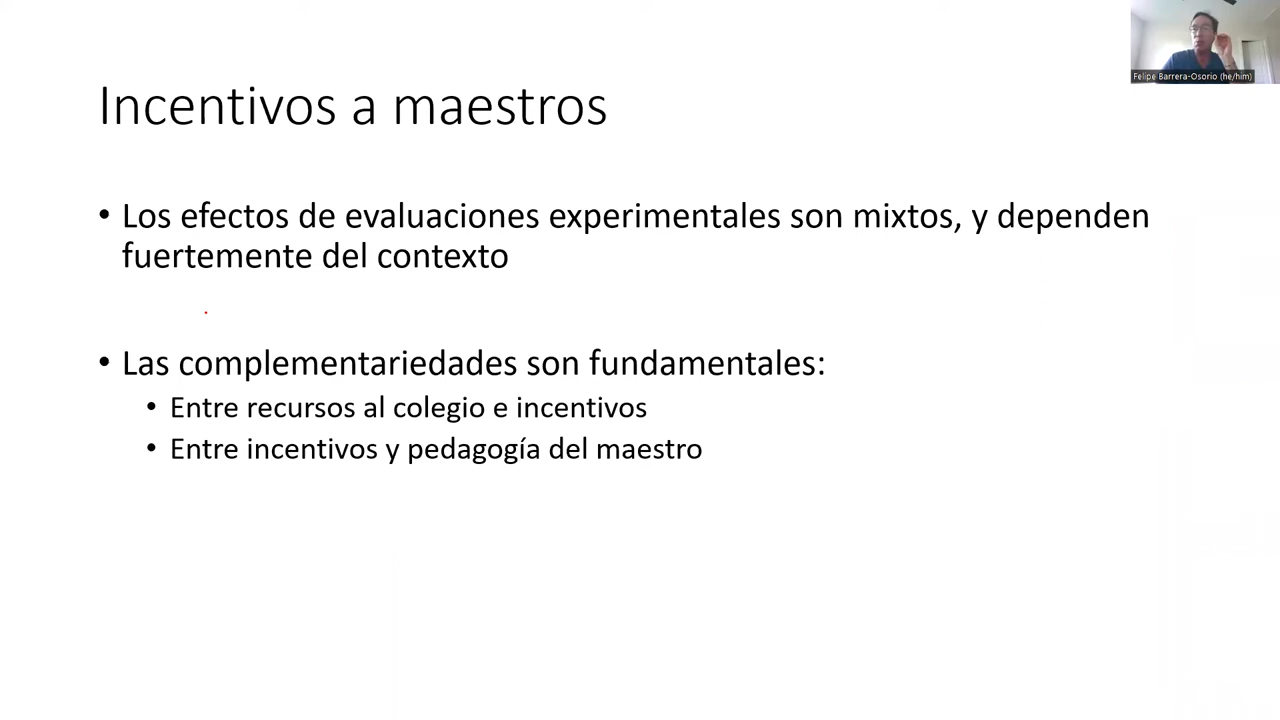 Felipe Barrera-Osorio (he/him)
Incentivos a maestros
• Los efectos de evaluaciones experimentales son mixtos, y dependen
fuertemente del contexto
• Las complementariedades son fundamentales:
• Entre recursos al colegio e incentivos
• Entre incentivos y pedagogía del maestro